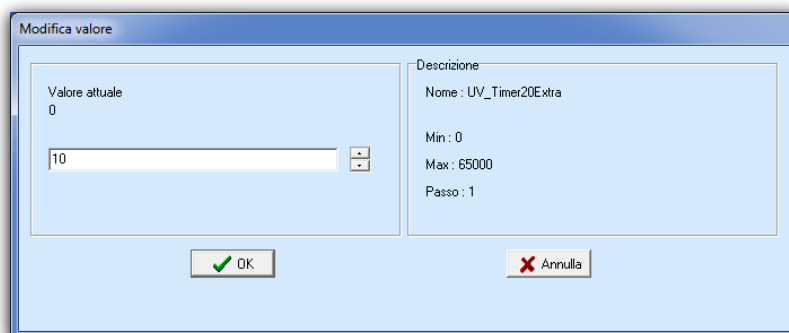 Modifica valore
Valore attuale
0
10
OK
Descrizione
Nome : UV_Timer20Extra
Min : 0
Max : 65000
Passo : 1
Annulla